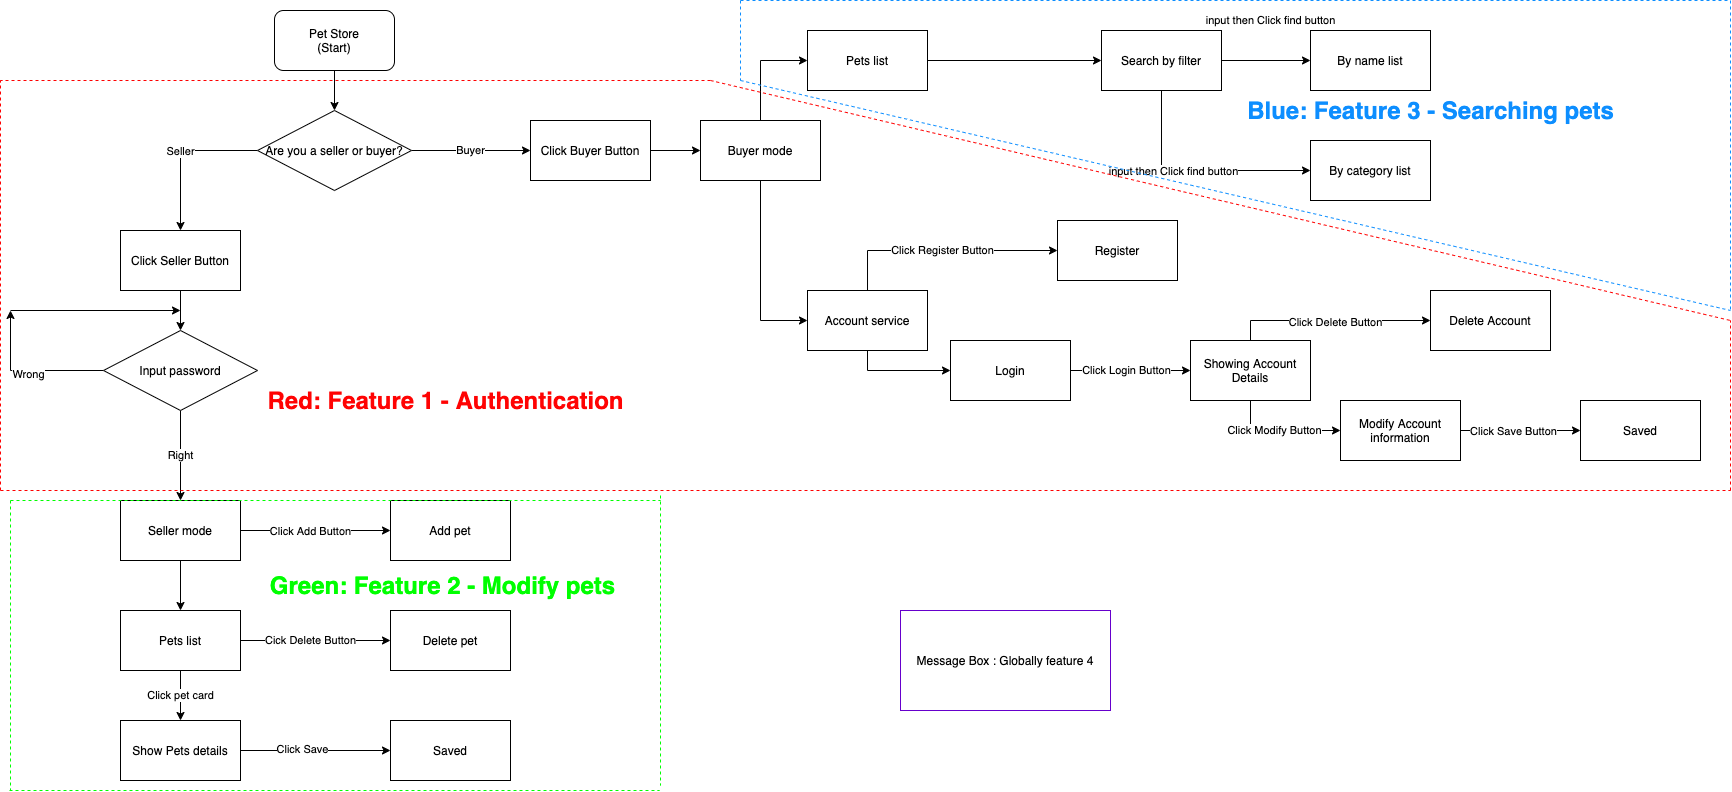 Pet Store
(Start)
input then Click find button
Pets list
Search by filter
By name list
Blue: Feature 3 - Searching pets
Are you a seller or buyer?
Seller
Buyer
Click Buyer Button
Buyer mode
input then Click find button
By category list
Click Seller Button
Click Register Button
Register
Account service
Click Delete Button
Delete Account
Input password
Wrong
Login
Click Login Button
Showing Account
Details
Red: Feature 1 - Authentication
Click Modify Button
Modify Account
information
Click Save Button
Saved
Right
Seller mode
Click Add Button
Add pet
Green: Feature 2 - Modify pets
Pets list
Cick Delete Button
Delete pet
Message Box : Globally feature 4
Click pet card
Show Pets details
Click Save
Saved